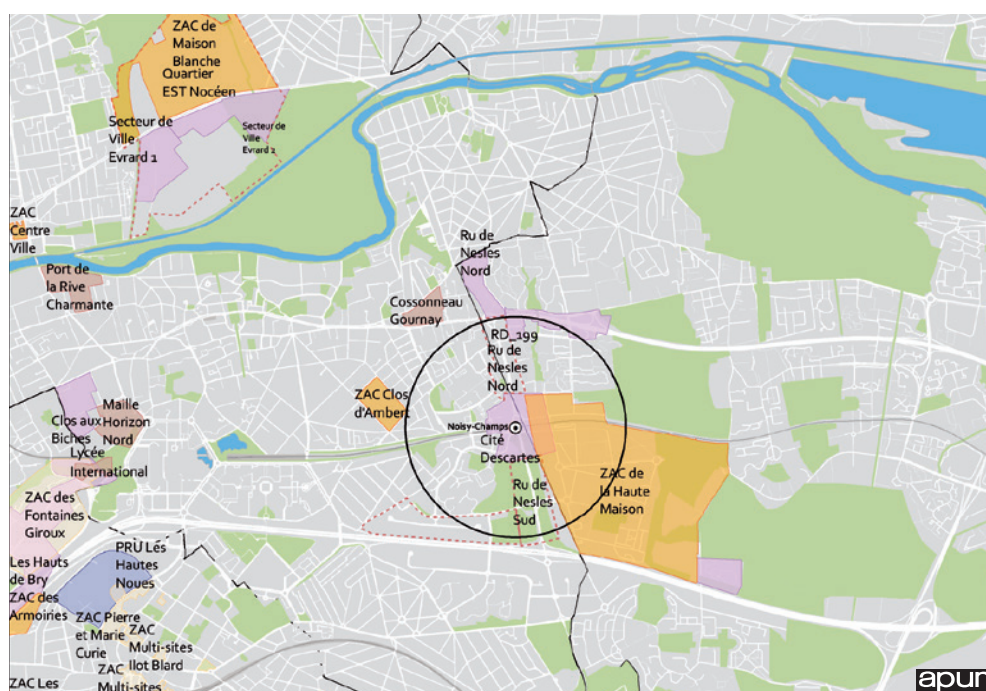 ZAC de
Maison
Blanche
Quartier
EST Nocéen
Secteur de
Ville
Evrard 1
Secteur de
Ville
Evrard 2
ZAC
Centre
Ville
Port de
la Rive
Charmante
Ru de
Nesles
Nord
Cossonneau
Gournay
RD_199
Ru de
Nesles
Nord
ZAC Clos
d'Ambert
Noisy-Champs
Cité
Descartes
ZAC de
la Haute
Maison
Ru de
Nesles
Sud
Clos aux
Biches
Maille
Horizon
Nord
Lycée
International
ZAC des
Fontaines
Giroux
Les Hauts
de Bry
ZAC des
Armoiries
PRU Les
Hautes
Noues
ZAC Pierre
et Marie
Curie
ZAC
Multi-sites
Ilot Blard
ZAC
Multi-sites
ZAC Les
apur